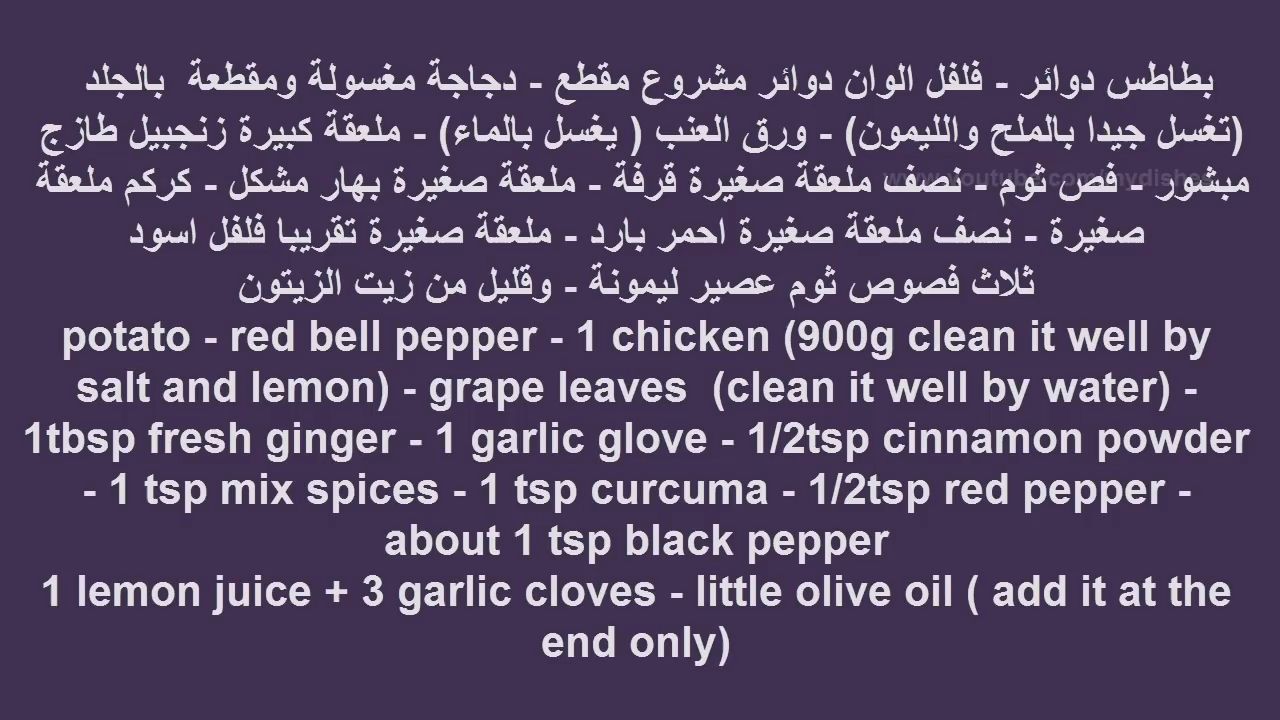 بطاطس دوائر - فلفل الوان دوائر مشروع مقطع - دجاجة مغسولة ومقطعة بالجلد
(تغسل جيدا بالملح والليمون) - ورق العنب ( يغسل بالماء) - ملعقة كبيرة زنجبيل طازج
مبشور - فص ثوم - نصف ملعقة صغيرة قرفة - ملعقة صغيرة بهار مشكل - كركم ملعقة
صغيرة - نصف ملعقة صغيرة احمر بارد - ملعقة صغيرة تقريبا فلفل اسود
ثلاث فصوص ثوم عصير ليمونة - وقليل من زيت الزيتون
potato - red bell pepper - 1 chicken (900g clean it well by
salt and lemon) - grape leaves (clean it well by water) -
1tbsp fresh ginger - 1 garlic glove - 1/2tsp cinnamon powder
- 1 tsp mix spices - 1 tsp curcuma - 1/2tsp red pepper -
about 1 tsp black pepper
1 lemon juice + 3 garlic cloves - little olive oil ( add it at the
end only)